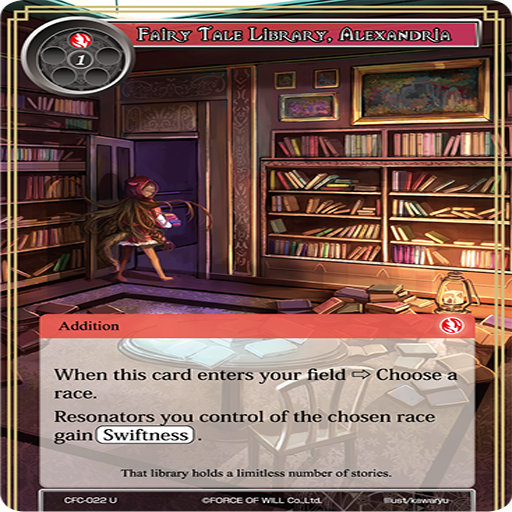 Fairy Tale Library, Alexandria
1
Addition
When this card enters your field ⇨ Choose a
race.
Resonators you control of the chosen race
gain Swiftness .
That library holds a limitless number of stories.
CFC-022 U ©FORCE OF WILL Co.,Ltd. Illust/kawaryu